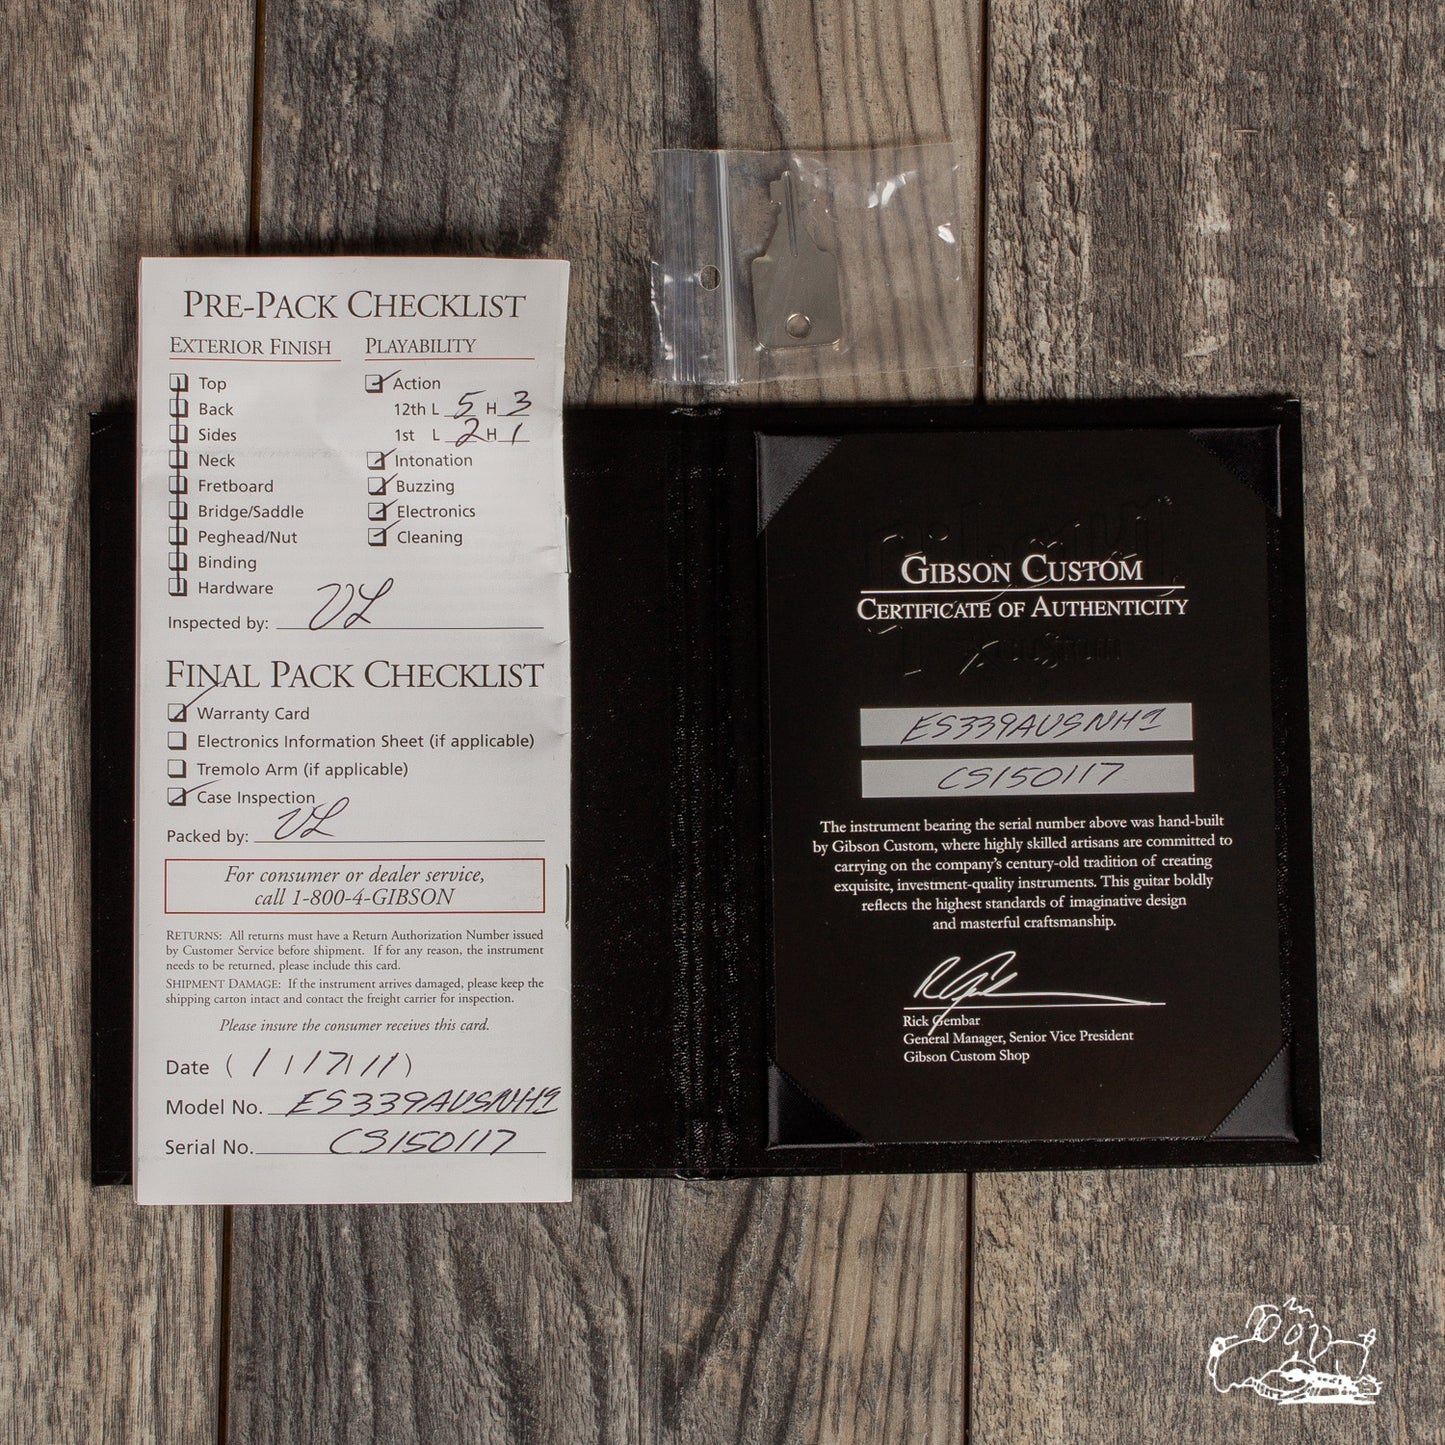 PRE-PACK CHECKLIST
EXTERIOR FINISH
Top
Back
Sides
Neck
Fretboard
Bridge/Saddle
Peghead/Nut
Binding
Hardware
PLAYABILITY
Action
12th L 5 H 3
1st L 2 H 1
Intonation
Buzzing
Electronics
Cleaning
Inspected by: VL
FINAL PACK CHECKLIST
Warranty Card
Electronics Information Sheet (if applicable)
Tremolo Arm (if applicable)
Case Inspection
Packed by: VL
For consumer or dealer service,
call 1-800-4-GIBSON
RETURNS: All returns must have a Return Authorization Number issued
by Customer Service before shipment. If for any reason, the instrument
needs to be returned, please include this card.
SHIPMENT DAMAGE: If the instrument arrives damaged, please keep the
shipping carton intact and contact the freight carrier for inspection.
Please insure the consumer receives this card.
Date
Model No. ES339AUSNH1
Serial No. CS150117
GIBSON CUSTOM
CERTIFICATE OF AUTHENTICITY
ES339AUSNH1
CS150117
The instrument bearing the serial number above was hand-built
by Gibson Custom, where highly skilled artisans are committed to
carrying on the company's century-old tradition of creating
exquisite, investment-quality instruments. This guitar boldly
reflects the highest standards of imaginative design
and masterful craftsmanship.
Rick Gembar
General Manager, Senior Vice President
Gibson Custom Shop